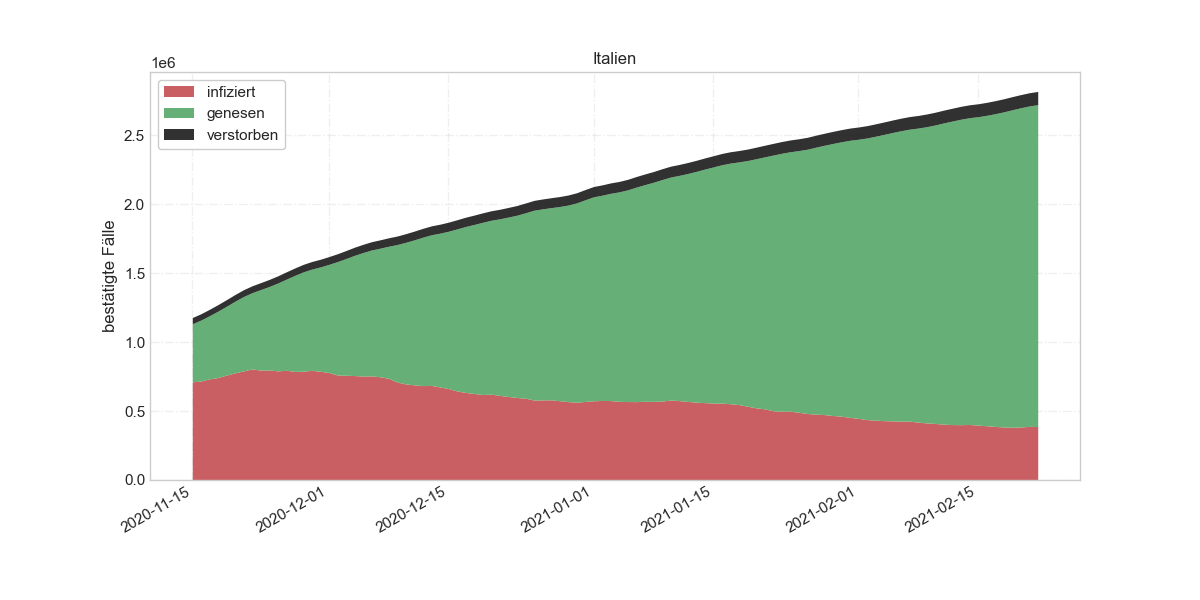 Italien
1e6
infiziert
genesen
verstorben
bestätigte Fälle
2.5
2.0
1.5
1.0
0.5
0.0
2020-11-15
2020-12-01
2020-12-15
2021-01-01
2021-01-15
2021-02-01
2021-02-15